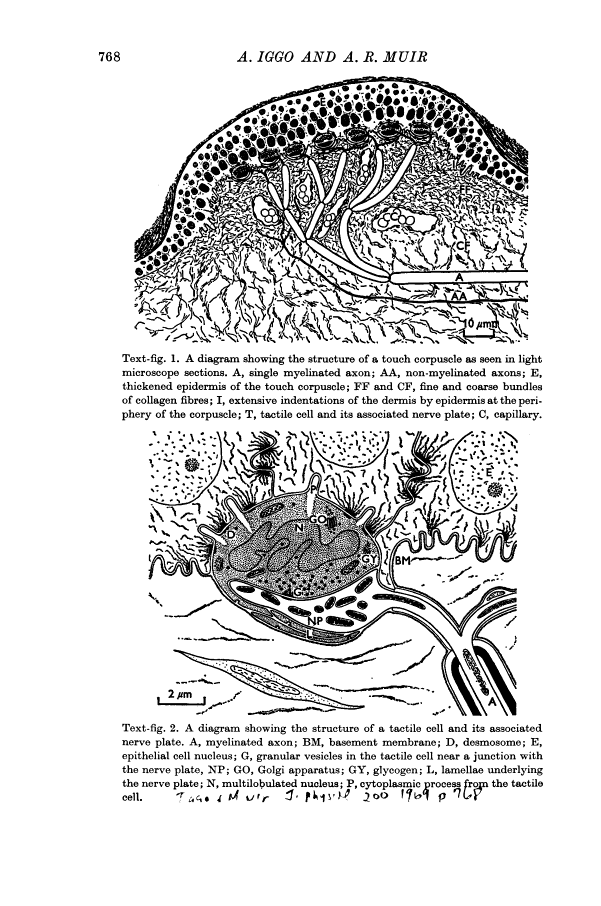 768
A. IGGO AND A. R. MUIR
T
FF
I
CF
A
AA
10 μm
Text-fig. 1. A diagram showing the structure of a touch corpuscle as seen in light
microscope sections. A, single myelinated axon; AA, non-myelinated axons; E,
thickened epidermis of the touch corpuscle; FF and CF, fine and coarse bundles
of collagen fibres; I, extensive indentations of the dermis by epidermis at the peri-
phery of the corpuscle; T, tactile cell and its associated nerve plate; C, capillary.
E
P
GO
N
D
GY
BM
G
NP
L
A
2 μm
Text-fig. 2. A diagram showing the structure of a tactile cell and its associated
nerve plate. A, myelinated axon; BM, basement membrane; D, desmosome; E,
epithelial cell nucleus; G, granular vesicles in the tactile cell near a junction with
the nerve plate, NP; GO, Golgi apparatus; GY, glycogen; L, lamellae underlying
the nerve plate; N, multilobulated nucleus; P, cytoplasmic process from the tactile
cell.
Iggo & Muir J. Physiol 200 1969 p 768